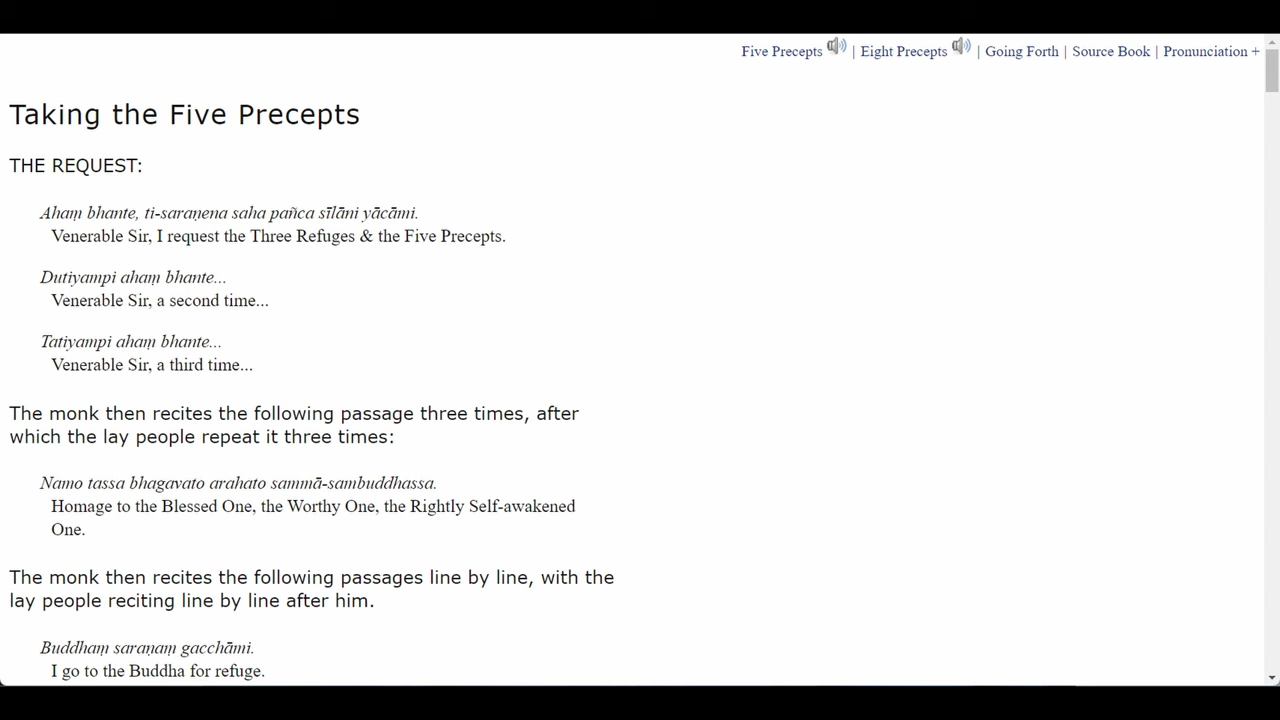 Five Precepts | Eight Precepts | Going Forth | Source Book | Pronunciation +
Taking the Five Precepts
THE REQUEST:
Ahaṃ bhante, ti-saraṇena saha pañca sīlāni yācāmi.
Venerable Sir, I request the Three Refuges & the Five Precepts.
Dutiyampi ahaṃ bhante...
Venerable Sir, a second time...
Tatiyampi ahaṃ bhante...
Venerable Sir, a third time...
The monk then recites the following passage three times, after
which the lay people repeat it three times:
Namo tassa bhagavato arahato sammā-sambuddhassa.
Homage to the Blessed One, the Worthy One, the Rightly Self-awakened
One.
The monk then recites the following passages line by line, with the
lay people reciting line by line after him.
Buddhaṃ saraṇaṃ gacchāmi.
I go to the Buddha for refuge.